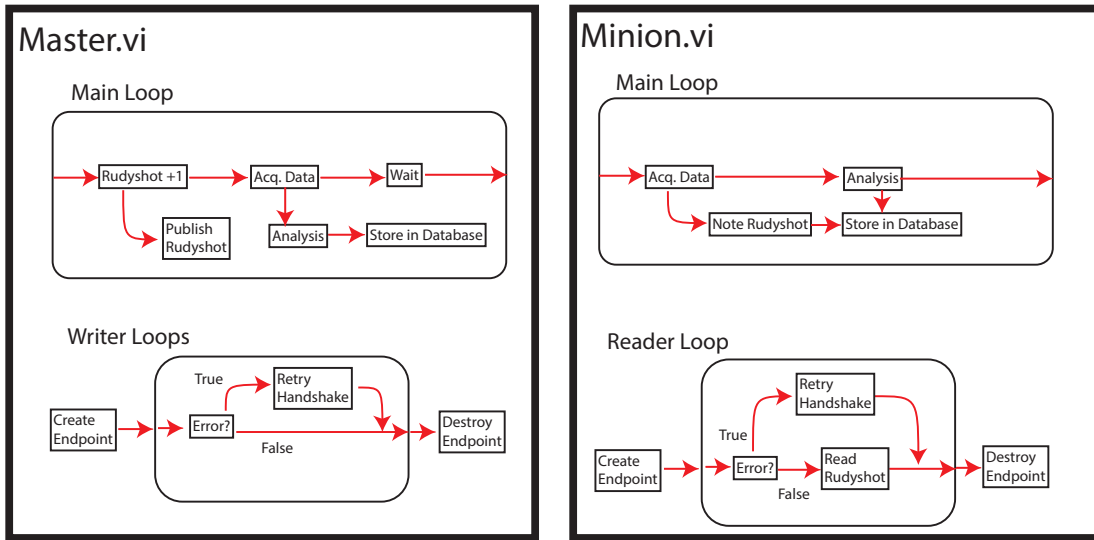 Master.vi
Main Loop
Rudyshot +1
Acq. Data
Wait
Publish
Rudyshot
Analysis
Store in Database
Writer Loops
True
Retry
Handshake
Create
Endpoint
Error?
False
Destroy
Endpoint
Minion.vi
Main Loop
Acq. Data
Analysis
Note Rudyshot
Store in Database
Reader Loop
Retry
Handshake
True
Create
Endpoint
Error?
False
Read
Rudyshot
Destroy
Endpoint